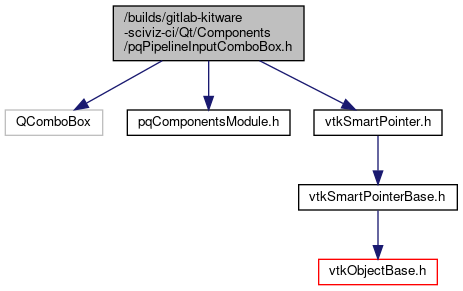 /builds/gitlab-kitware
-sciviz-ci/Qt/Components
/pqPipelineInputComboBox.h
QComboBox
pqComponentsModule.h
vtkSmartPointer.h
vtkSmartPointerBase.h
vtkObjectBase.h